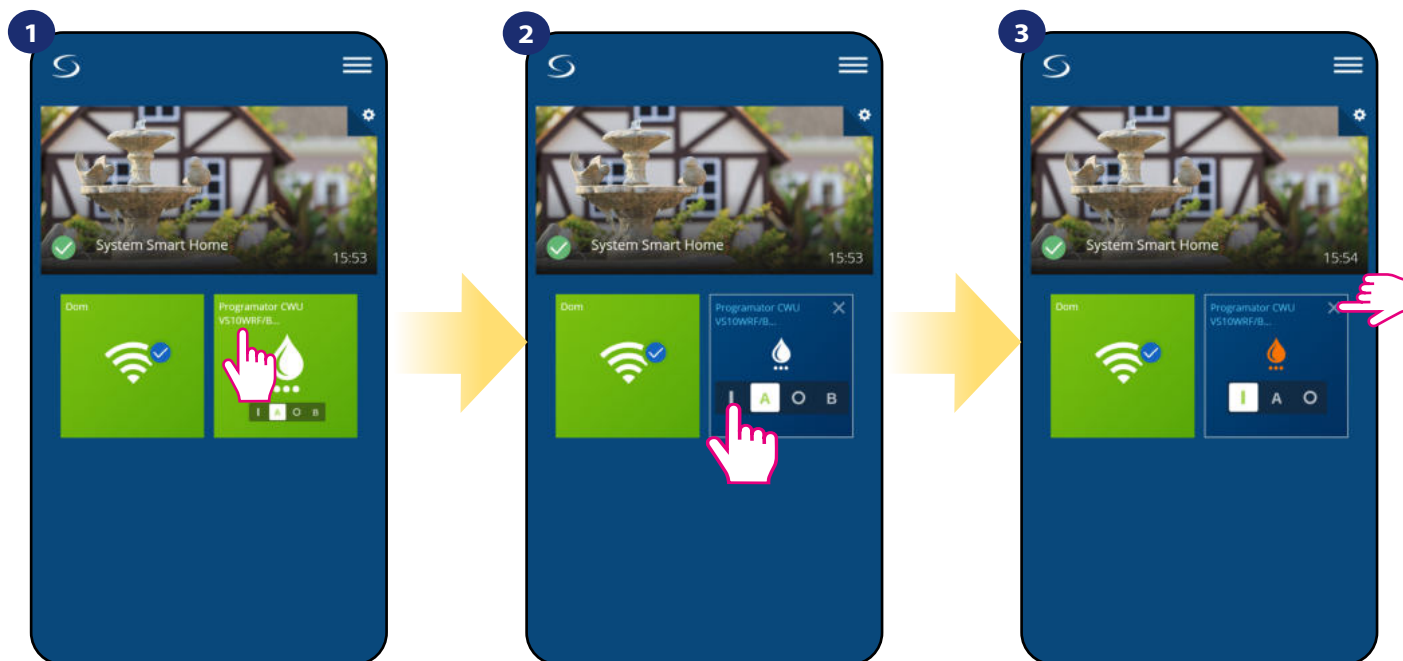 1
System Smart Home
15:53
Dom
Programator CWU
VS10WRF/B...
I A O B
2
System Smart Home
15:53
Dom
Programator CWU
VS10WRF/B...
I A O B
3
System Smart Home
15:54
Dom
Programator CWU
VS10WRF/B...
I A O